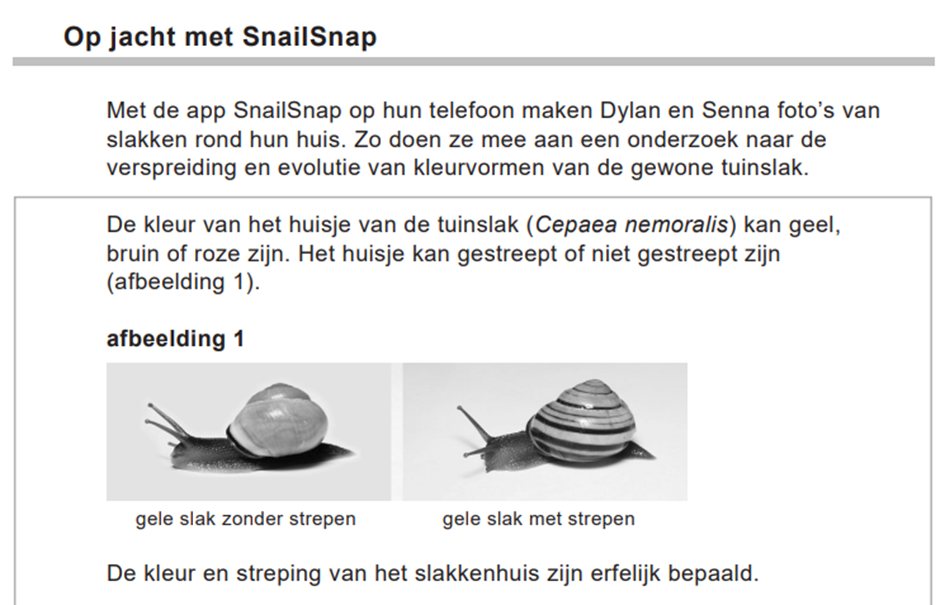 Op jacht met SnailSnap
Met de app SnailSnap op hun telefoon maken Dylan en Senna foto's van
slakken rond hun huis. Zo doen ze mee aan een onderzoek naar de
verspreiding en evolutie van kleurvormen van de gewone tuinslak.
De kleur van het huisje van de tuinslak (Cepaea nemoralis) kan geel,
bruin of roze zijn. Het huisje kan gestreept of niet gestreept zijn
(afbeelding 1).
afbeelding 1
gele slak zonder strepen
gele slak met strepen
De kleur en streping van het slakkenhuis zijn erfelijk bepaald.